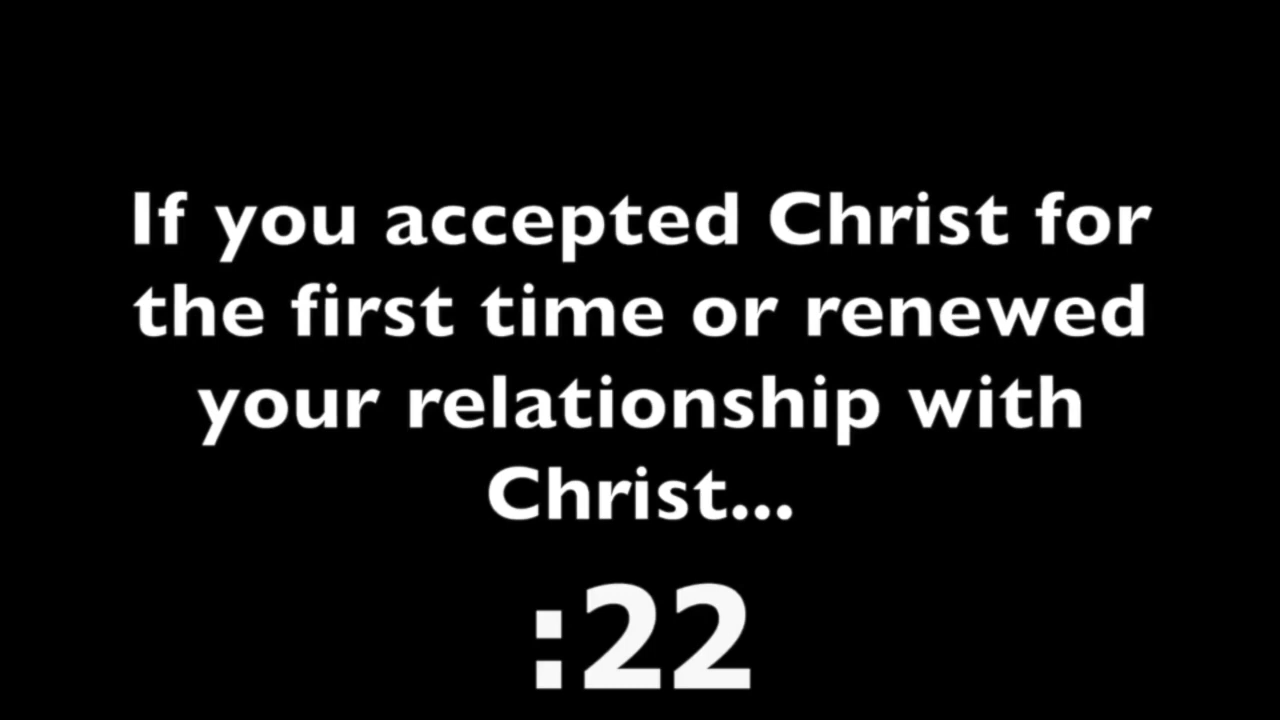 If you accepted Christ for
the first time or renewed
your relationship with
Christ...
:22